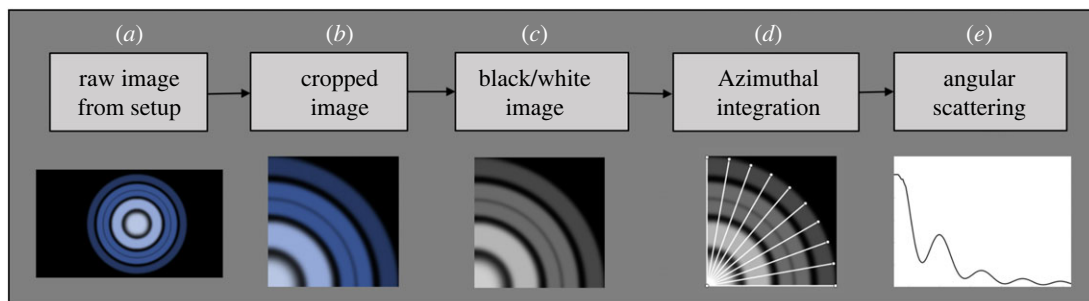 (a)
(b)
(c)
(d)
(e)
raw image
from setup
cropped
image
black/white
image
Azimuthal
integration
angular
scattering